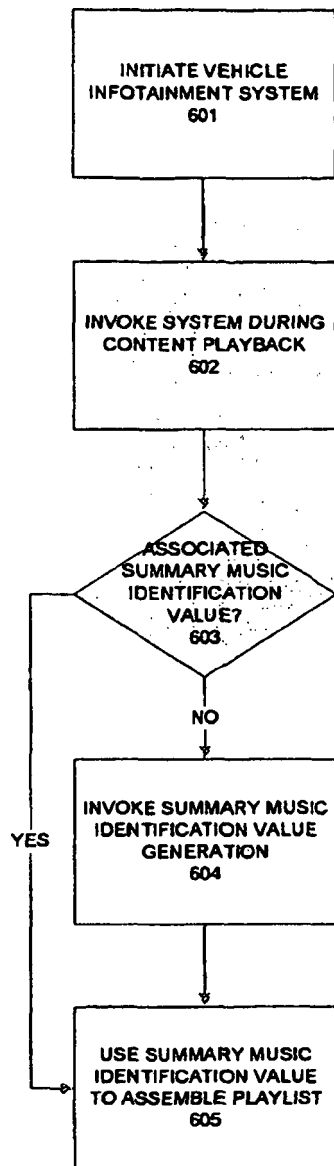 INITIATE VEHICLE
INFOTAINMENT SYSTEM
601
INVOKE SYSTEM DURING
CONTENT PLAYBACK
602
ASSOCIATED
SUMMARY MUSIC
IDENTIFICATION
VALUE?
603
NO
YES
INVOKE SUMMARY MUSIC
IDENTIFICATION VALUE
GENERATION
604
USE SUMMARY MUSIC
IDENTIFICATION VALUE
TO ASSEMBLE PLAYLIST
605